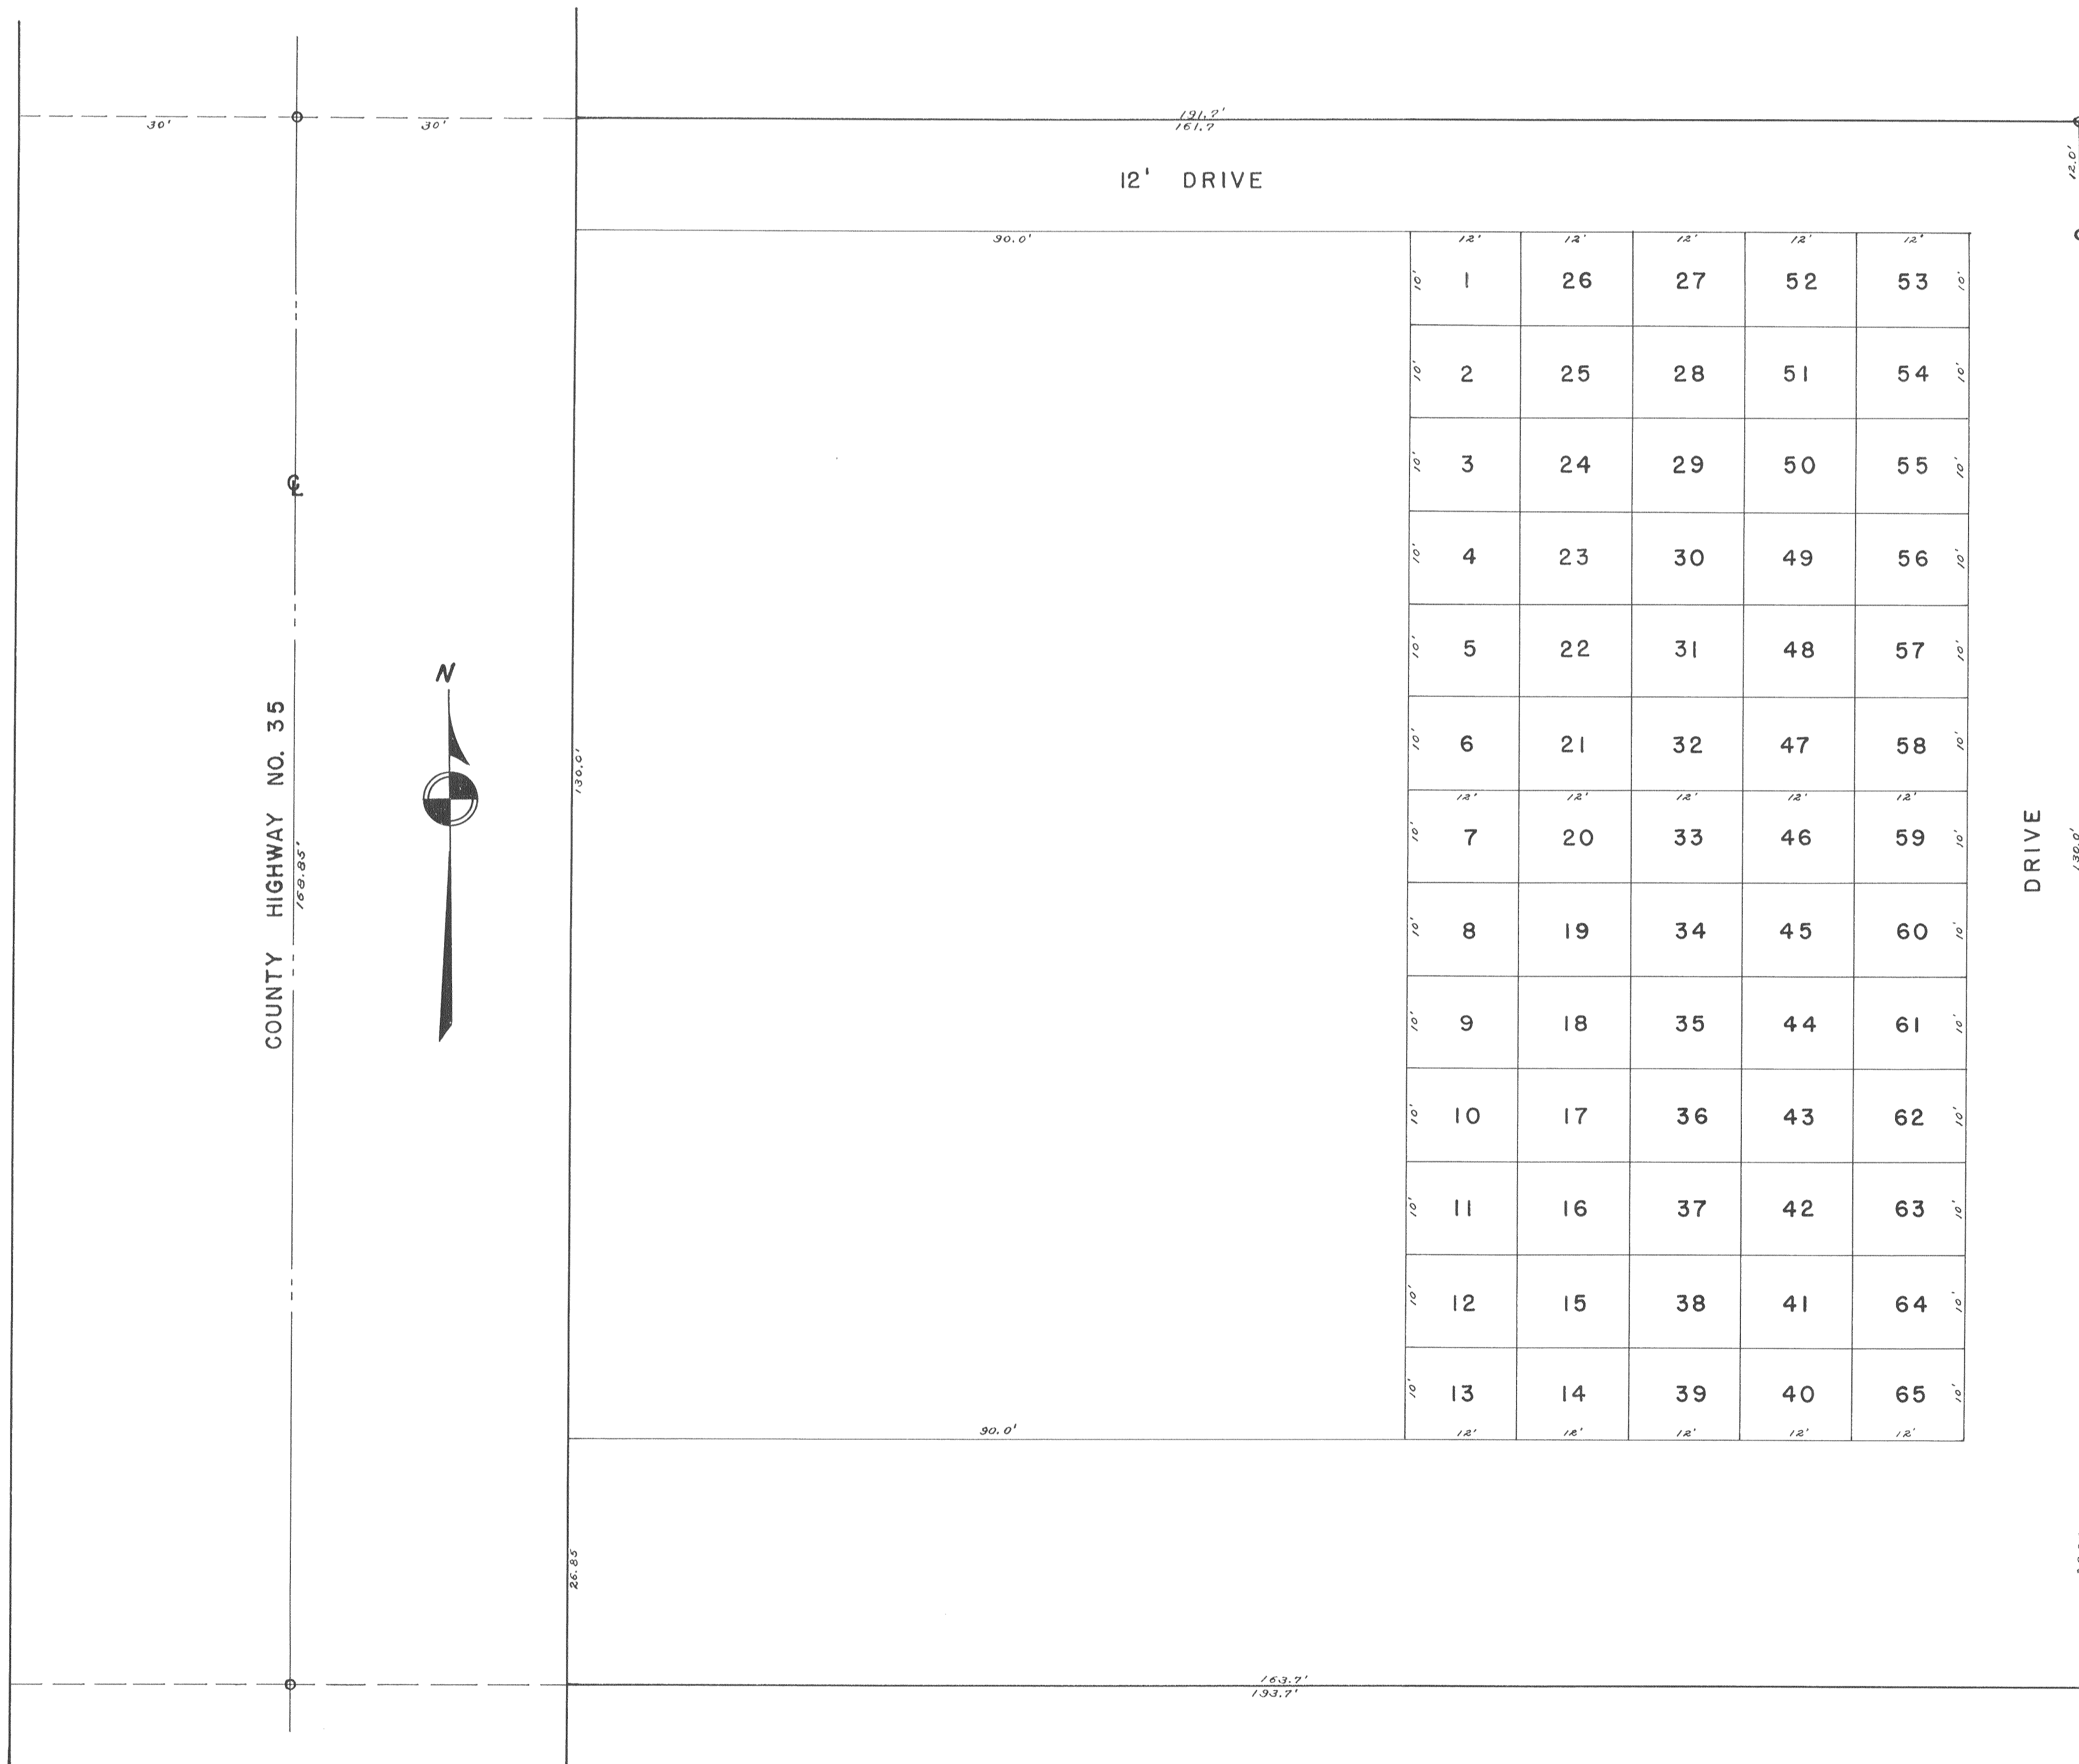 191.7'
30' 30' 161.7
12.0'
12' DRIVE
90.0' 12' 12' 12' 12' 12'
10' 1 26 27 52 53 10'
10' 2 25 28 51 54 10'
10' 3 24 29 50 55 10'
℄
10' 4 23 30 49 56 10'
10' 5 22 31 48 57 10'
N
10' 6 21 32 47 58 10'
COUNTY HIGHWAY NO. 35
168.85'
130.0'
12' 12' 12' 12' 12'
10' 7 20 33 46 59 10'
DRIVE
130.0'
10' 8 19 34 45 60 10'
10' 9 18 35 44 61 10'
10' 10 17 36 43 62 10'
10' 11 16 37 42 63 10'
10' 12 15 38 41 64 10'
10' 13 14 39 40 65 10'
90.0' 12' 12' 12' 12' 12'
26.85
163.7'
193.7'